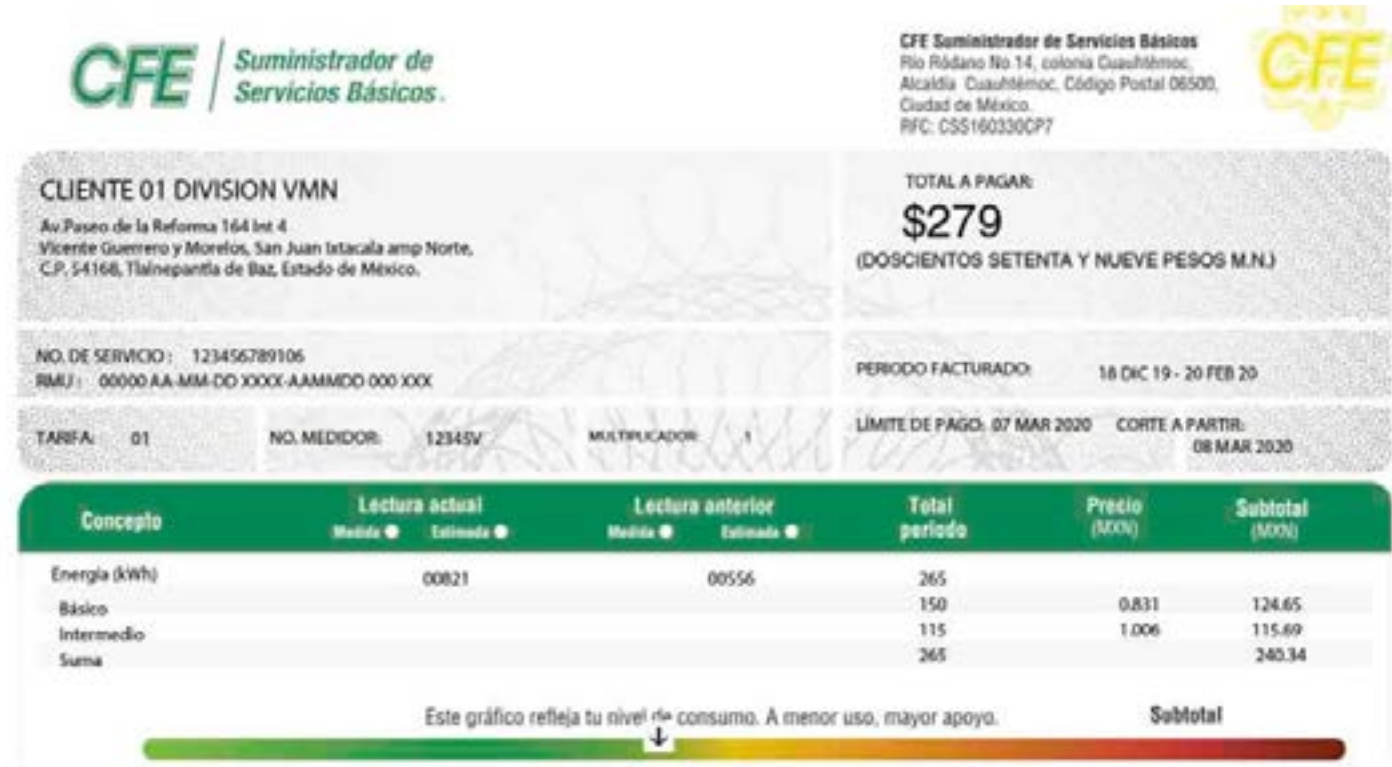 CFE Suministrador de
Servicios Básicos.
CFE Suministrador de Servicios Básicos
Río Ródano No.14, colonia Cuauhtémoc,
Alcaldía Cuauhtémoc, Código Postal 06500,
Ciudad de México.
RFC: CSS160330CP7
CFE
CLIENTE 01 DIVISION VMN
Av.Paseo de la Reforma 164 Int 4
Vicente Guerrero y Morelos, San Juan Ixtacala amp Norte,
C.P. 54168, Tlalnepantla de Baz, Estado de México.
TOTAL A PAGAR:
$279
(DOSCIENTOS SETENTA Y NUEVE PESOS M.N.)
NO. DE SERVICIO : 123456789106
RMU : 00000 AA-MM-DD XXXX-AAMMDD 000 XXX
PERIODO FACTURADO: 18 DIC 19 - 20 FEB 20
TARIFA: 01 NO. MEDIDOR: 12345V MULTIPLICADOR: 1
LÍMITE DE PAGO: 07 MAR 2020 CORTE A PARTIR:
08 MAR 2020
Concepto Lectura actual Lectura anterior Total periodo Precio (MXN) Subtotal (MXN)
Medida Estimada Medida Estimada
Energía (kWh) 00821 00556 265
Básico 150 0.831 124.65
Intermedio 115 1.006 115.69
Suma 265 240.34
Este gráfico refleja tu nivel de consumo. A menor uso, mayor apoyo. Subtotal